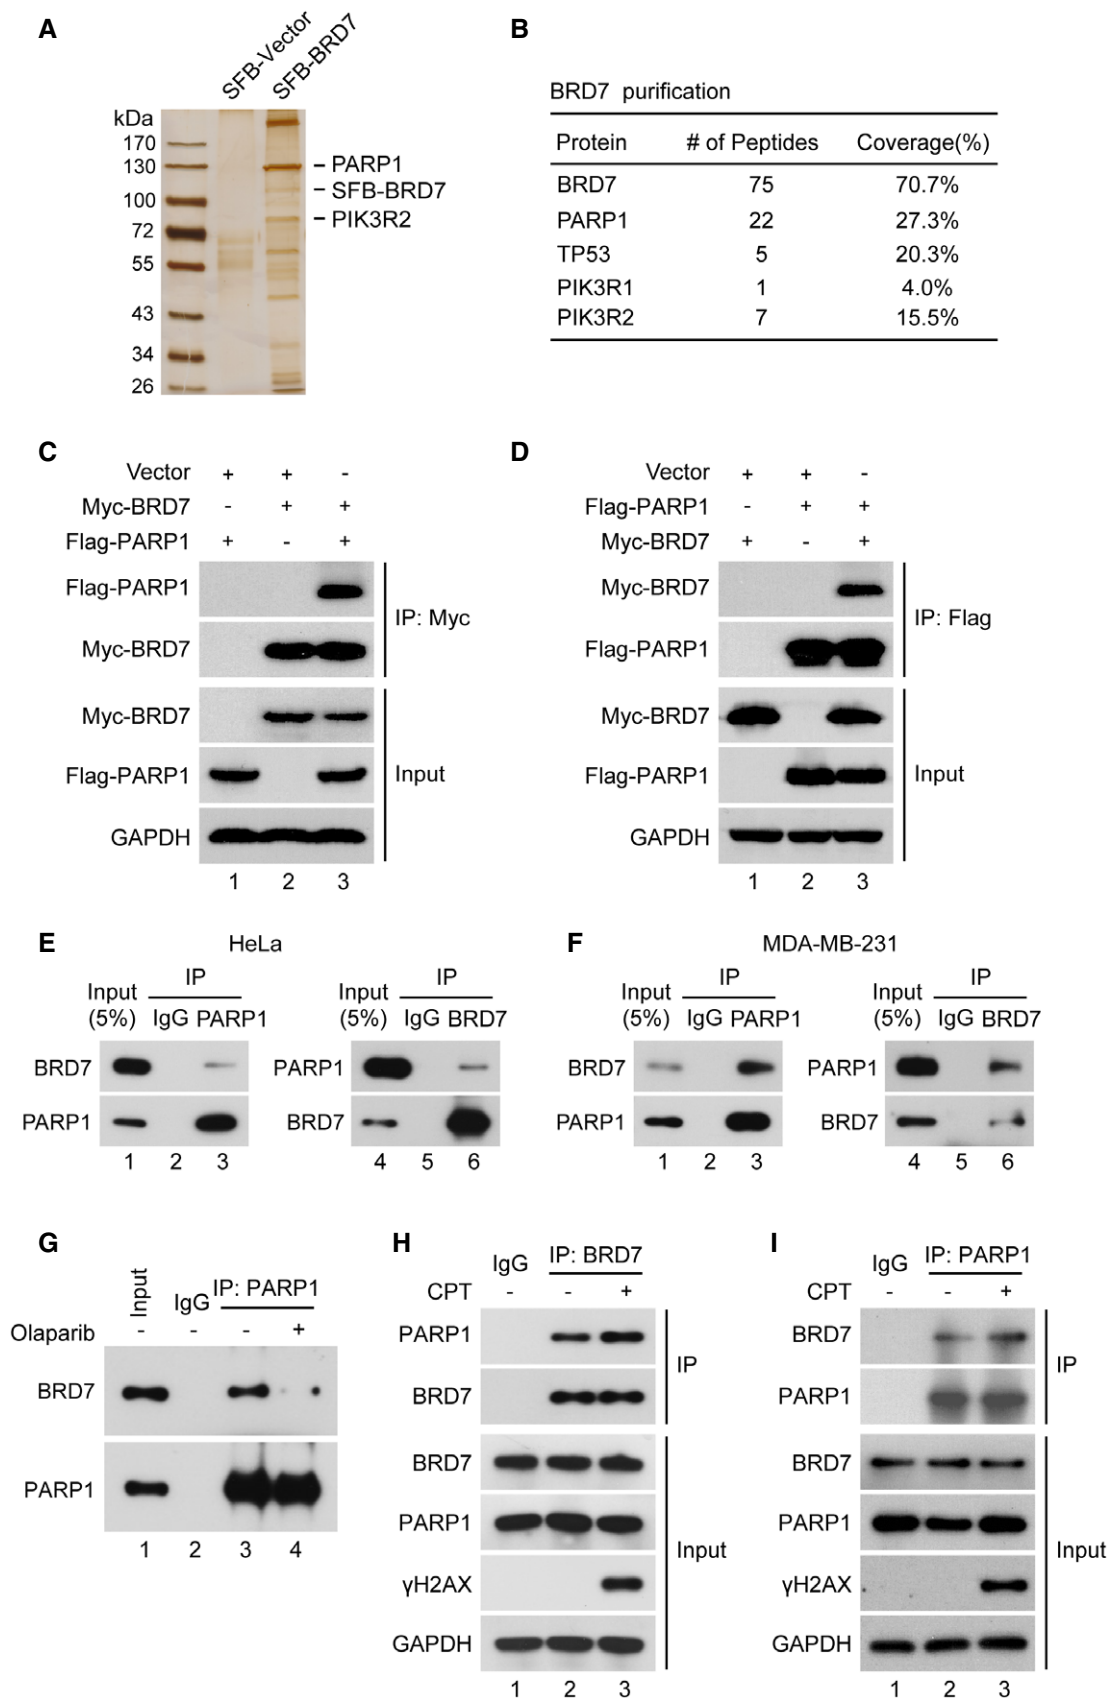 A
SFB-Vector
SFB-BRD7
kDa
170
130
100
72
55
43
34
26
PARP1
SFB-BRD7
PIK3R2
B
BRD7 purification
Protein # of Peptides Coverage(%)
BRD7 75 70.7%
PARP1 22 27.3%
TP53 5 20.3%
PIK3R1 1 4.0%
PIK3R2 7 15.5%
C
Vector + + -
Myc-BRD7 - + +
Flag-PARP1 + - +
Flag-PARP1
Myc-BRD7
IP: Myc
Myc-BRD7
Flag-PARP1
GAPDH
Input
1 2 3
D
Vector + + -
Flag-PARP1 - + +
Myc-BRD7 + - +
Myc-BRD7
Flag-PARP1
IP: Flag
Myc-BRD7
Flag-PARP1
GAPDH
Input
1 2 3
E
HeLa
Input
(5%)
IP
IgG PARP1
BRD7
PARP1
1 2 3
Input
(5%)
IP
IgG BRD7
PARP1
BRD7
4 5 6
F
MDA-MB-231
Input
(5%)
IP
IgG PARP1
BRD7
PARP1
1 2 3
Input
(5%)
IP
IgG BRD7
PARP1
BRD7
4 5 6
G
Input
IgG
IP: PARP1
Olaparib - - - +
BRD7
PARP1
1 2 3 4
H
IgG
IP: BRD7
CPT - - +
PARP1
BRD7
IP
BRD7
PARP1
γH2AX
GAPDH
Input
1 2 3
I
IgG
IP: PARP1
CPT - - +
BRD7
PARP1
IP
BRD7
PARP1
γH2AX
GAPDH
Input
1 2 3